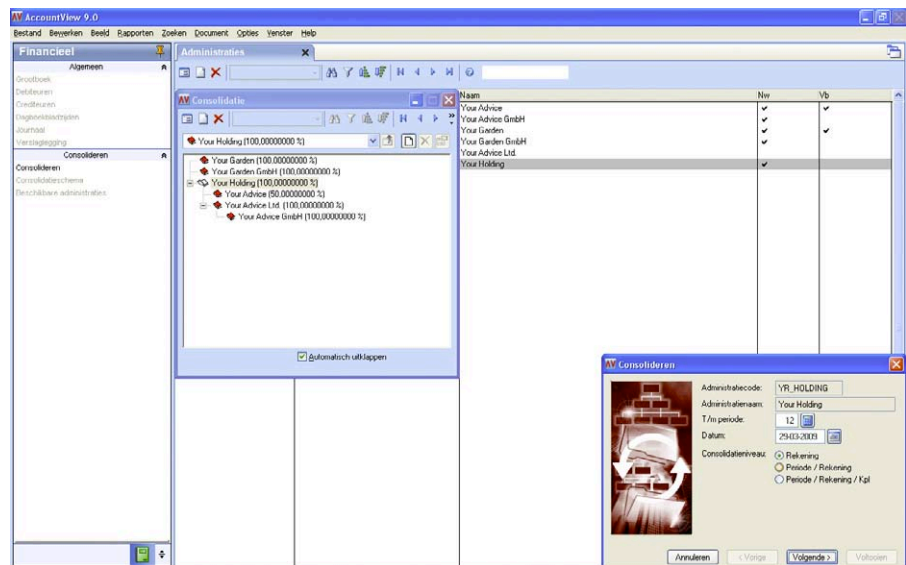 AccountView 9.0
Bestand Bewerken Beeld Rapporten Zoeken Document Opties Venster Help
Financieel
Algemeen
Grootboek
Debiteuren
Crediteuren
Dagboekbladzijden
Journaal
Verslaglegging
Consolideren
Consolideren
Consolidatieschema
Beschikbare administraties
Administraties
Consolidatie
Your Holding (100,00000000 %)
Your Garden (100,00000000 %)
Your Garden GmbH (100,00000000 %)
Your Holding (100,00000000 %)
Your Advice (50,00000000 %)
Your Advice Ltd. (100,00000000 %)
Your Advice GmbH (100,00000000 %)
Automatisch uitklappen
Naam Nw Vb
Your Advice
Your Advice GmbH
Your Garden
Your Garden GmbH
Your Advice Ltd.
Your Holding
Consolideren
Administratiecode: YR_HOLDING
Administratienaam: Your Holding
T/m periode: 12
Datum: 29-03-2009
Consolidatieniveau: Rekening
Periode / Rekening
Periode / Rekening / Kpl
Annuleren < Vorige Volgende > Voltooien